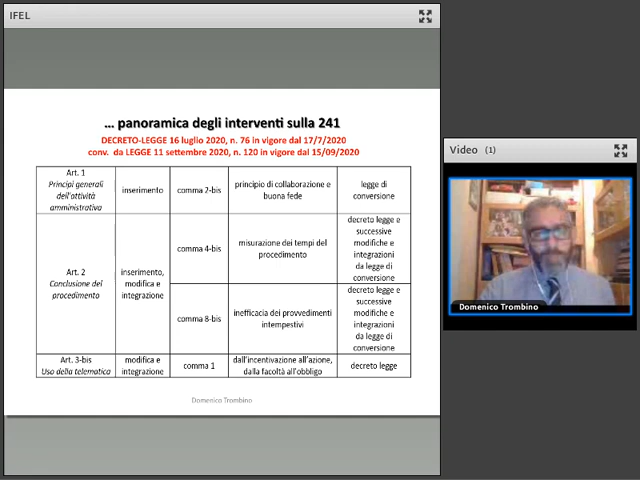 IFEL
... panoramica degli interventi sulla 241
DECRETO-LEGGE 16 luglio 2020, n. 76 in vigore dal 17/7/2020
conv. da LEGGE 11 settembre 2020, n. 120 in vigore dal 15/09/2020
Art. 1
Principi generali
dell'attività
amministrativa
inserimento
comma 2-bis
principio di collaborazione e
buona fede
legge di
conversione
Art. 2
Conclusione del
procedimento
inserimento,
modifica e
integrazione
comma 4-bis
misurazione dei tempi del
procedimento
decreto legge e
successive
modifiche e
integrazioni
da legge di
conversione
comma 8-bis
inefficacia dei provvedimenti
intempestivi
decreto legge e
successive
modifiche e
integrazioni
da legge di
conversione
Art. 3-bis
Uso della telematica
modifica e
integrazione
comma 1
dall'incentivazione all'azione,
dalla facoltà all'obbligo
decreto legge
Domenico Trombino
Video (1)
Domenico Trombino